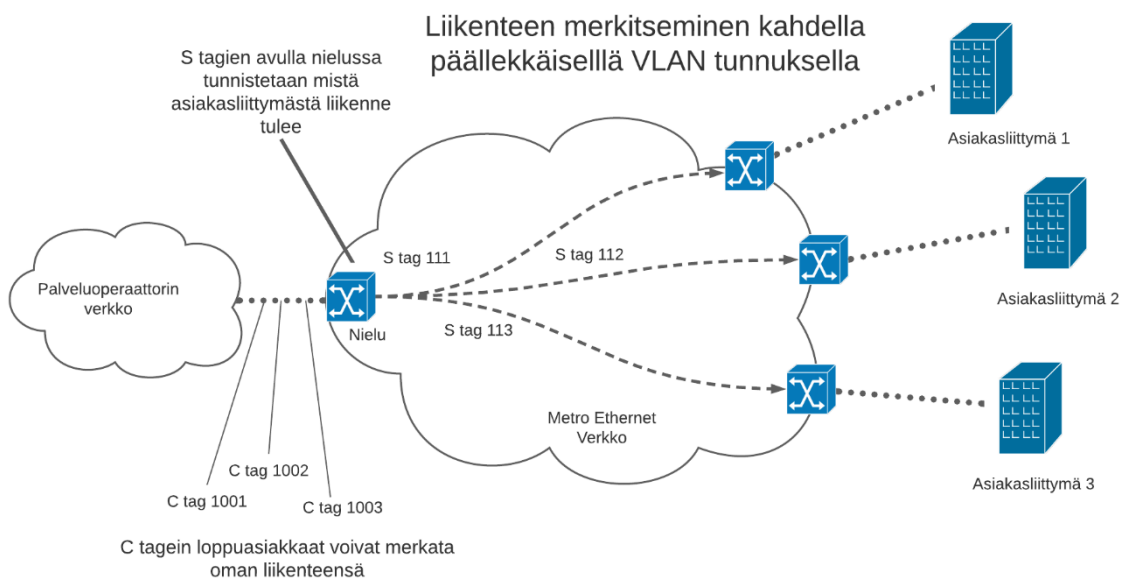 Liikenteen merkitseminen kahdella
päällekkäiselllä VLAN tunnuksella
S tagien avulla nielussa
tunnistetaan mistä
asiakasliittymästä liikenne
tulee
Asiakasliittymä 1
S tag 111
S tag 112
Palveluoperaattorin
verkko
Asiakasliittymä 2
Nielu
S tag 113
Metro Ethernet
Verkko
C tag 1002
C tag 1001
C tag 1003
Asiakasliittymä 3
C tagein loppuasiakkaat voivat merkata
oman liikenteensä